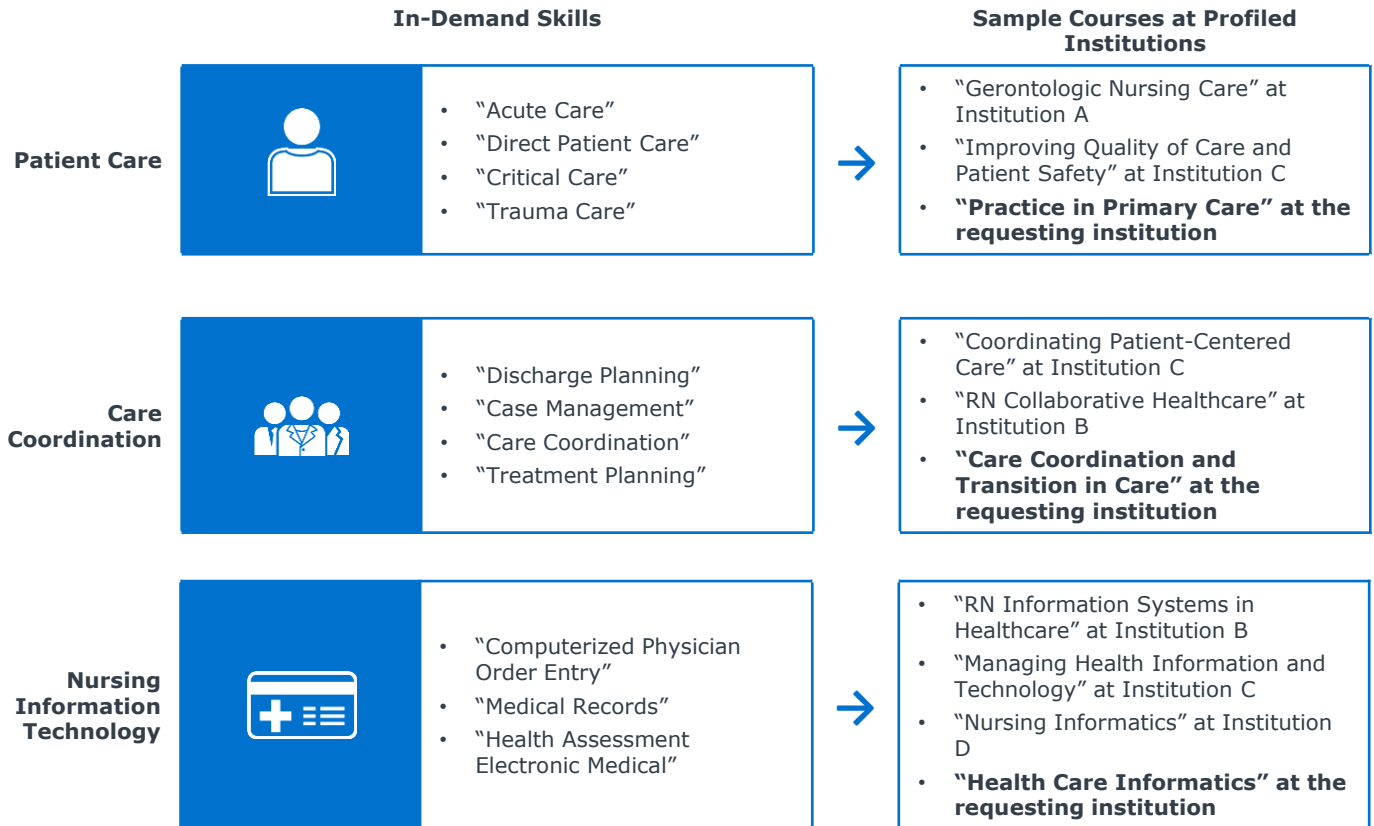 In-Demand Skills
Sample Courses at Profiled
Institutions
Patient Care
• “Acute Care”
• “Direct Patient Care”
• “Critical Care”
• “Trauma Care”
• “Gerontologic Nursing Care” at
Institution A
• “Improving Quality of Care and
Patient Safety” at Institution C
• “Practice in Primary Care” at the
requesting institution
Care
Coordination
• “Discharge Planning”
• “Case Management”
• “Care Coordination”
• “Treatment Planning”
• “Coordinating Patient-Centered
Care” at Institution C
• “RN Collaborative Healthcare” at
Institution B
• “Care Coordination and
Transition in Care” at the
requesting institution
Nursing
Information
Technology
• “Computerized Physician
Order Entry”
• “Medical Records”
• “Health Assessment
Electronic Medical”
• “RN Information Systems in
Healthcare” at Institution B
• “Managing Health Information and
Technology” at Institution C
• “Nursing Informatics” at Institution
D
• “Health Care Informatics” at the
requesting institution